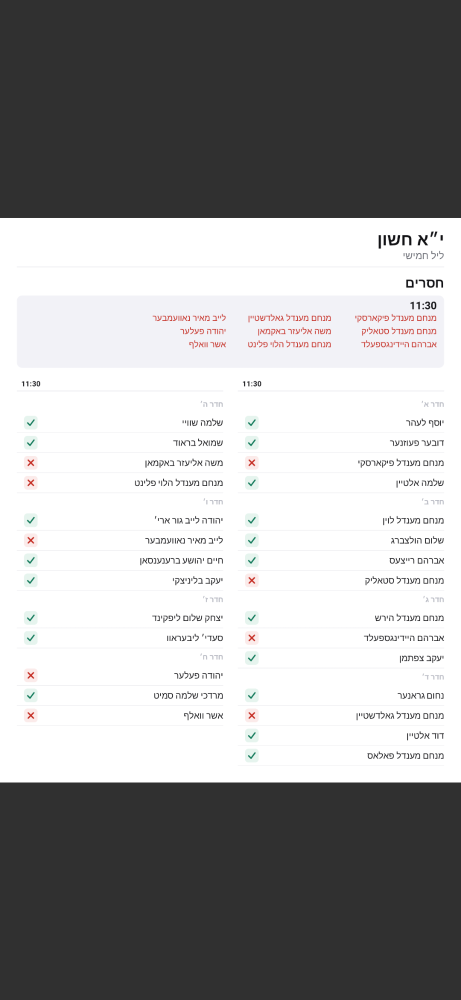 י״א חשון
ליל חמישי
חסרים
11:30
מנחם מענדל פיקארסקי
מנחם מענדל סטאליק
אברהם היידינגספעלד
מנחם מענדל גאלדשטיין
משה אליעזר באקמאן
מנחם מענדל הלוי פלינט
לייב מאיר נאוועמבער
יהודה פעלער
אשר וואלף
11:30
חדר א׳
יוסף לעהר
דובער פעווזנער
מנחם מענדל פיקארסקי
שלמה אלטיין
חדר ב׳
מנחם מענדל לוין
שלום הולצברג
אברהם רייצעס
מנחם מענדל סטאליק
חדר ג׳
מנחם מענדל הירש
אברהם היידינגספעלד
יעקב צפתמן
חדר ד׳
נחום גראנער
מנחם מענדל גאלדשטיין
דוד אלטיין
מנחם מענדל פאלאס
11:30
חדר ה׳
שלמה שוויי
שמואל בראוד
משה אליעזר באקמאן
מנחם מענדל הלוי פלינט
חדר ו׳
יהודה לייב גור ארי׳
לייב מאיר נאוועמבער
חיים יהושע ברענענסאן
יעקב בליניצקי
חדר ז׳
יצחק שלום ליפקינד
סעדי׳ ליבעראוו
חדר ח׳
יהודה פעלער
מרדכי שלמה סמיט
אשר וואלף